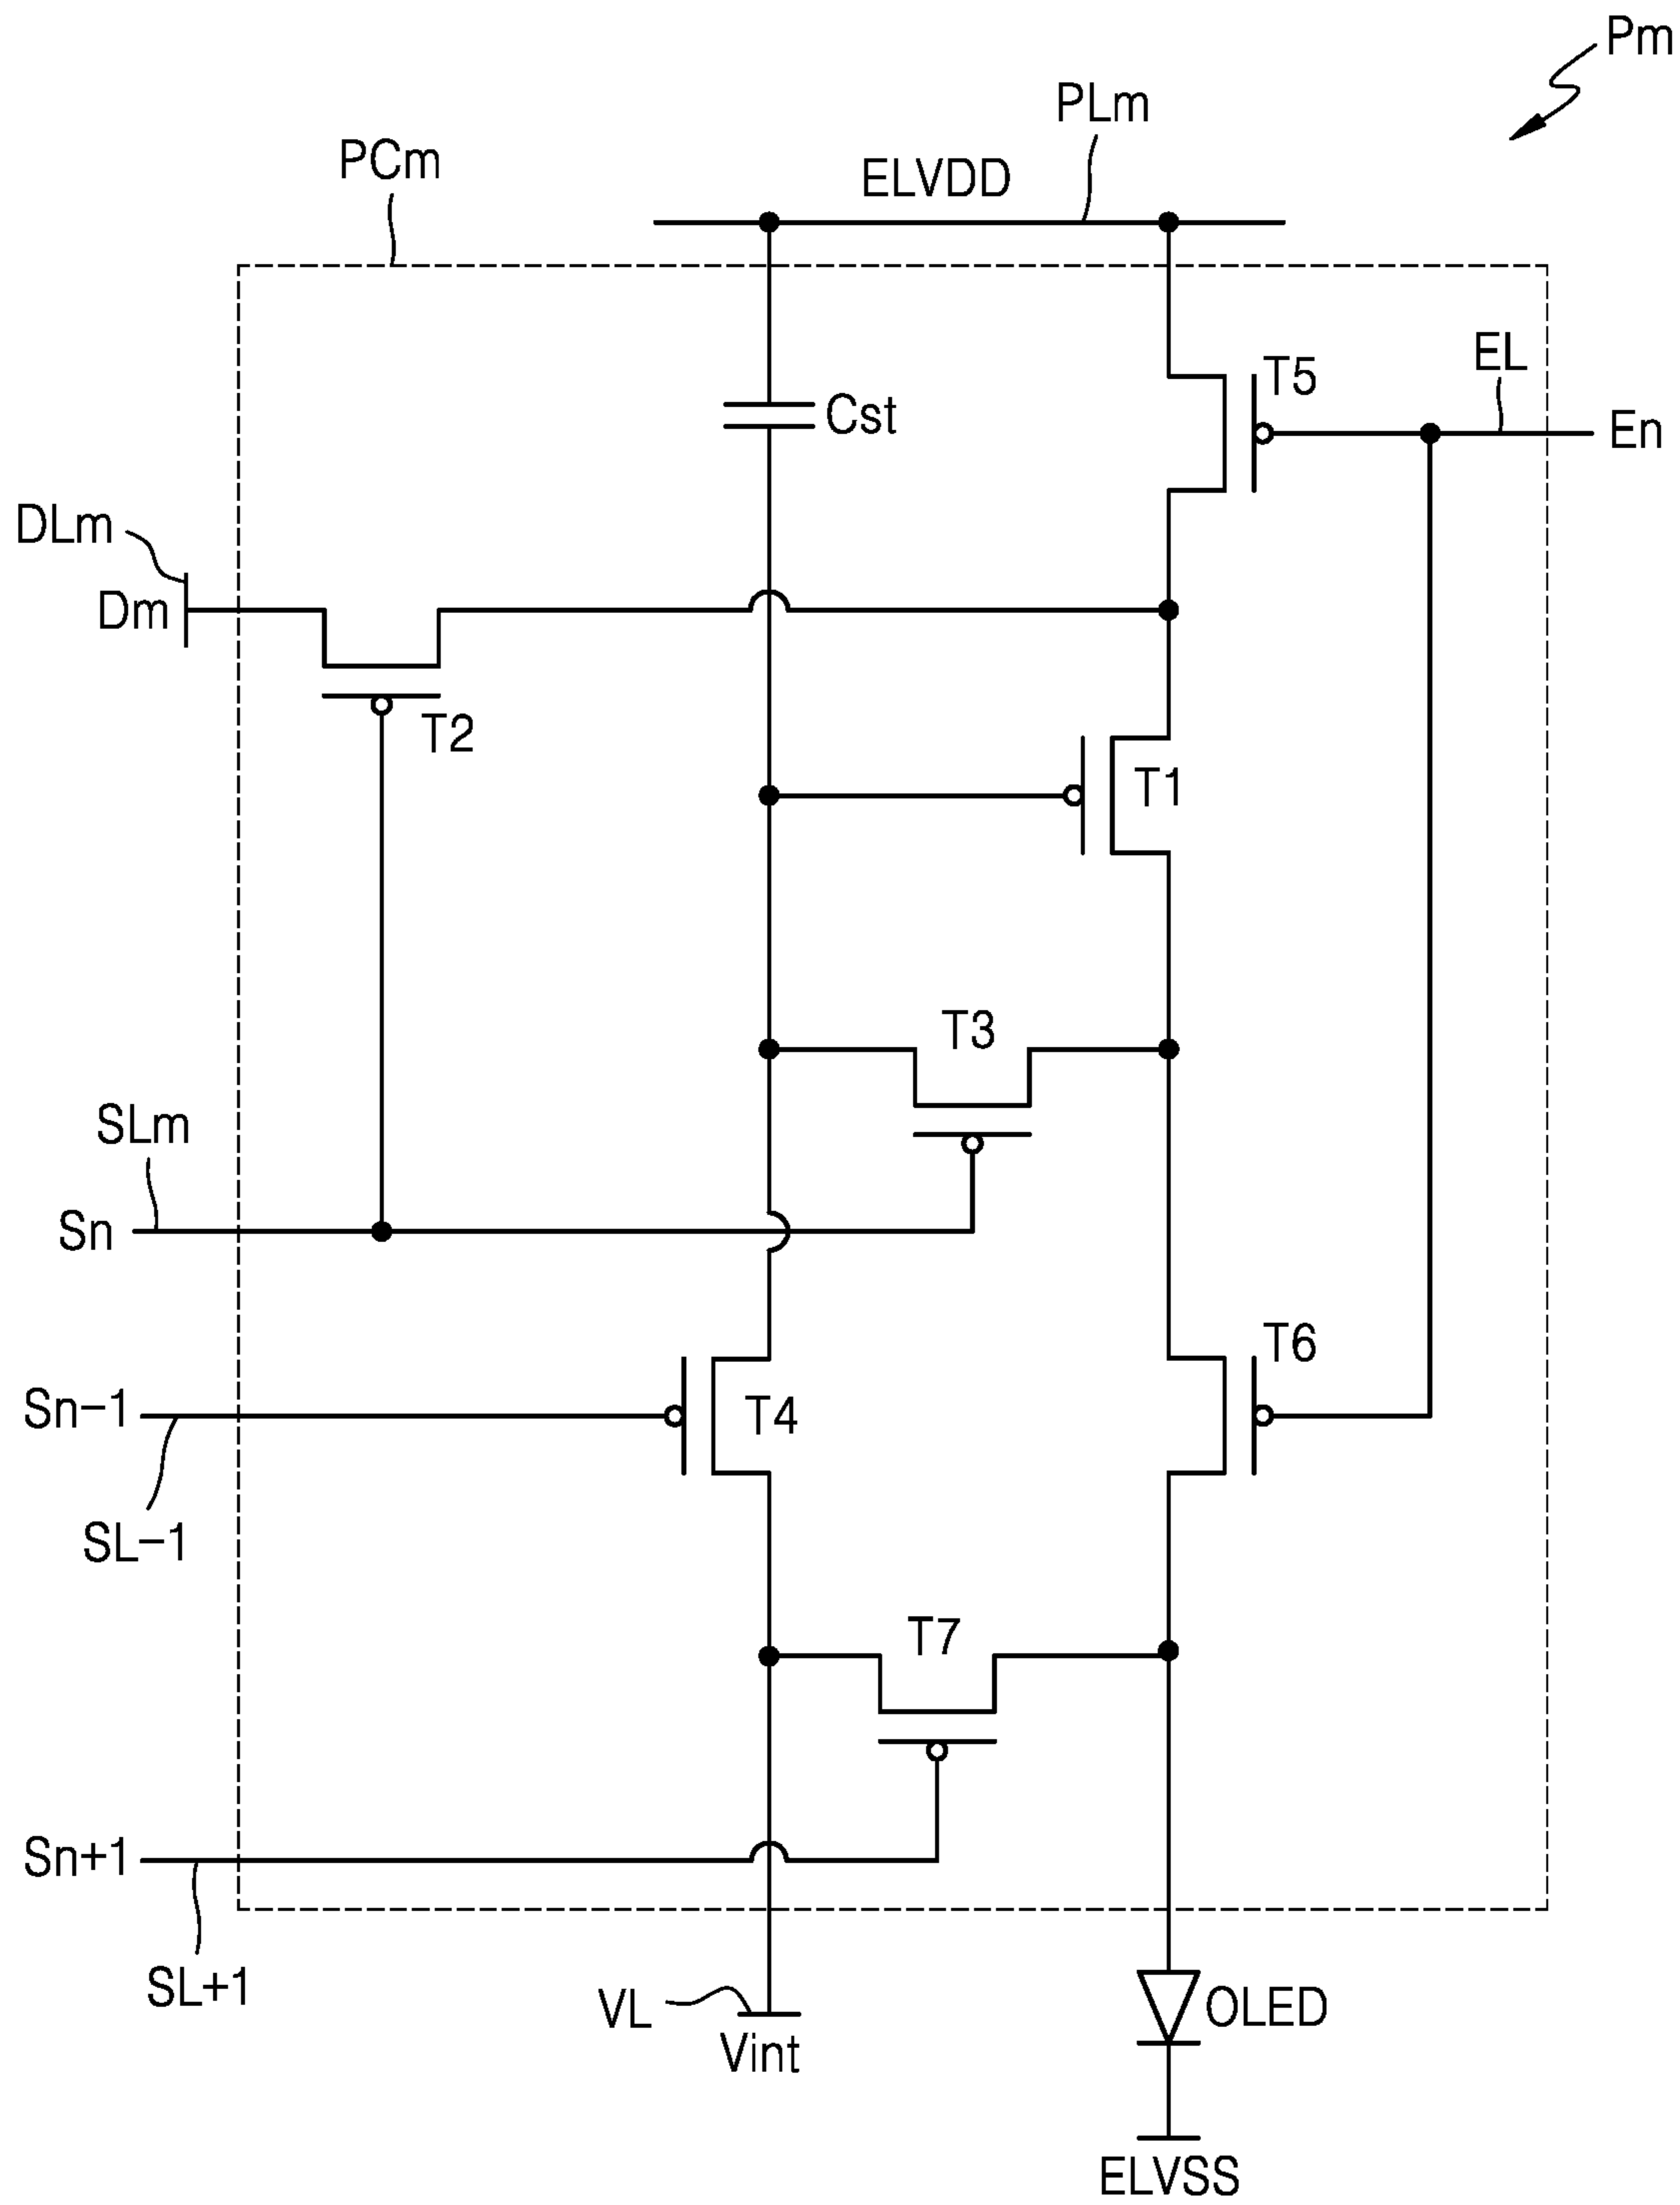 Pm
PLm
PCm
ELVDD
T5
EL
Cst
En
DLm
Dm
T2
T1
T3
SLm
Sn
T6
Sn-1
T4
SL-1
T7
Sn+1
SL+1
VL
OLED
Vint
ELVSS